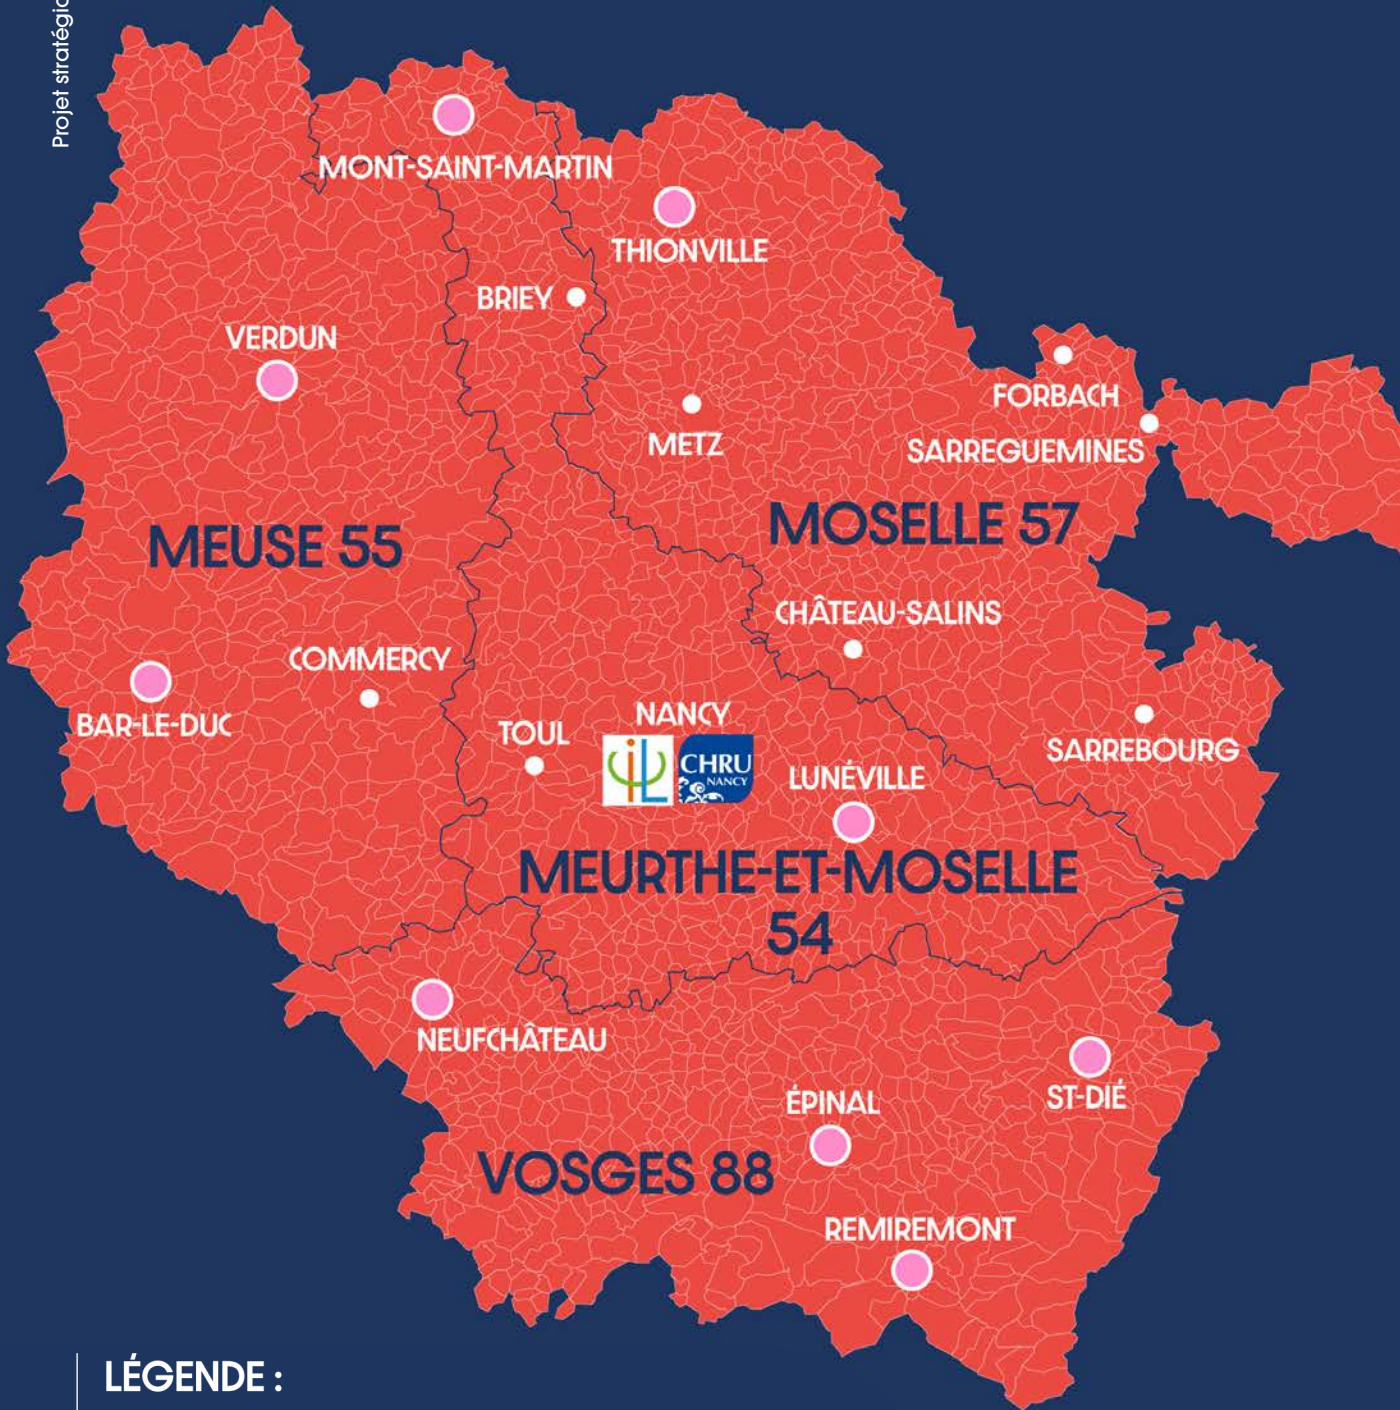 Projet stratégic
MONT-SAINT-MARTIN
THIONVILLE
BRIEY
VERDUN
FORBACH
METZ
SARREGUEMINES
MEUSE 55
MOSELLE 57
CHÂTEAU-SALINS
COMMERCY
BAR-LE-DUC
TOUL
NANCY
SARREBOURG
CHRU
NANCY
LUNÉVILLE
MEURTHE-ET-MOSELLE
54
NEUFCHÂTEAU
ST-DIÉ
ÉPINAL
VOSGES 88
REMIREMONT
LÉGENDE :